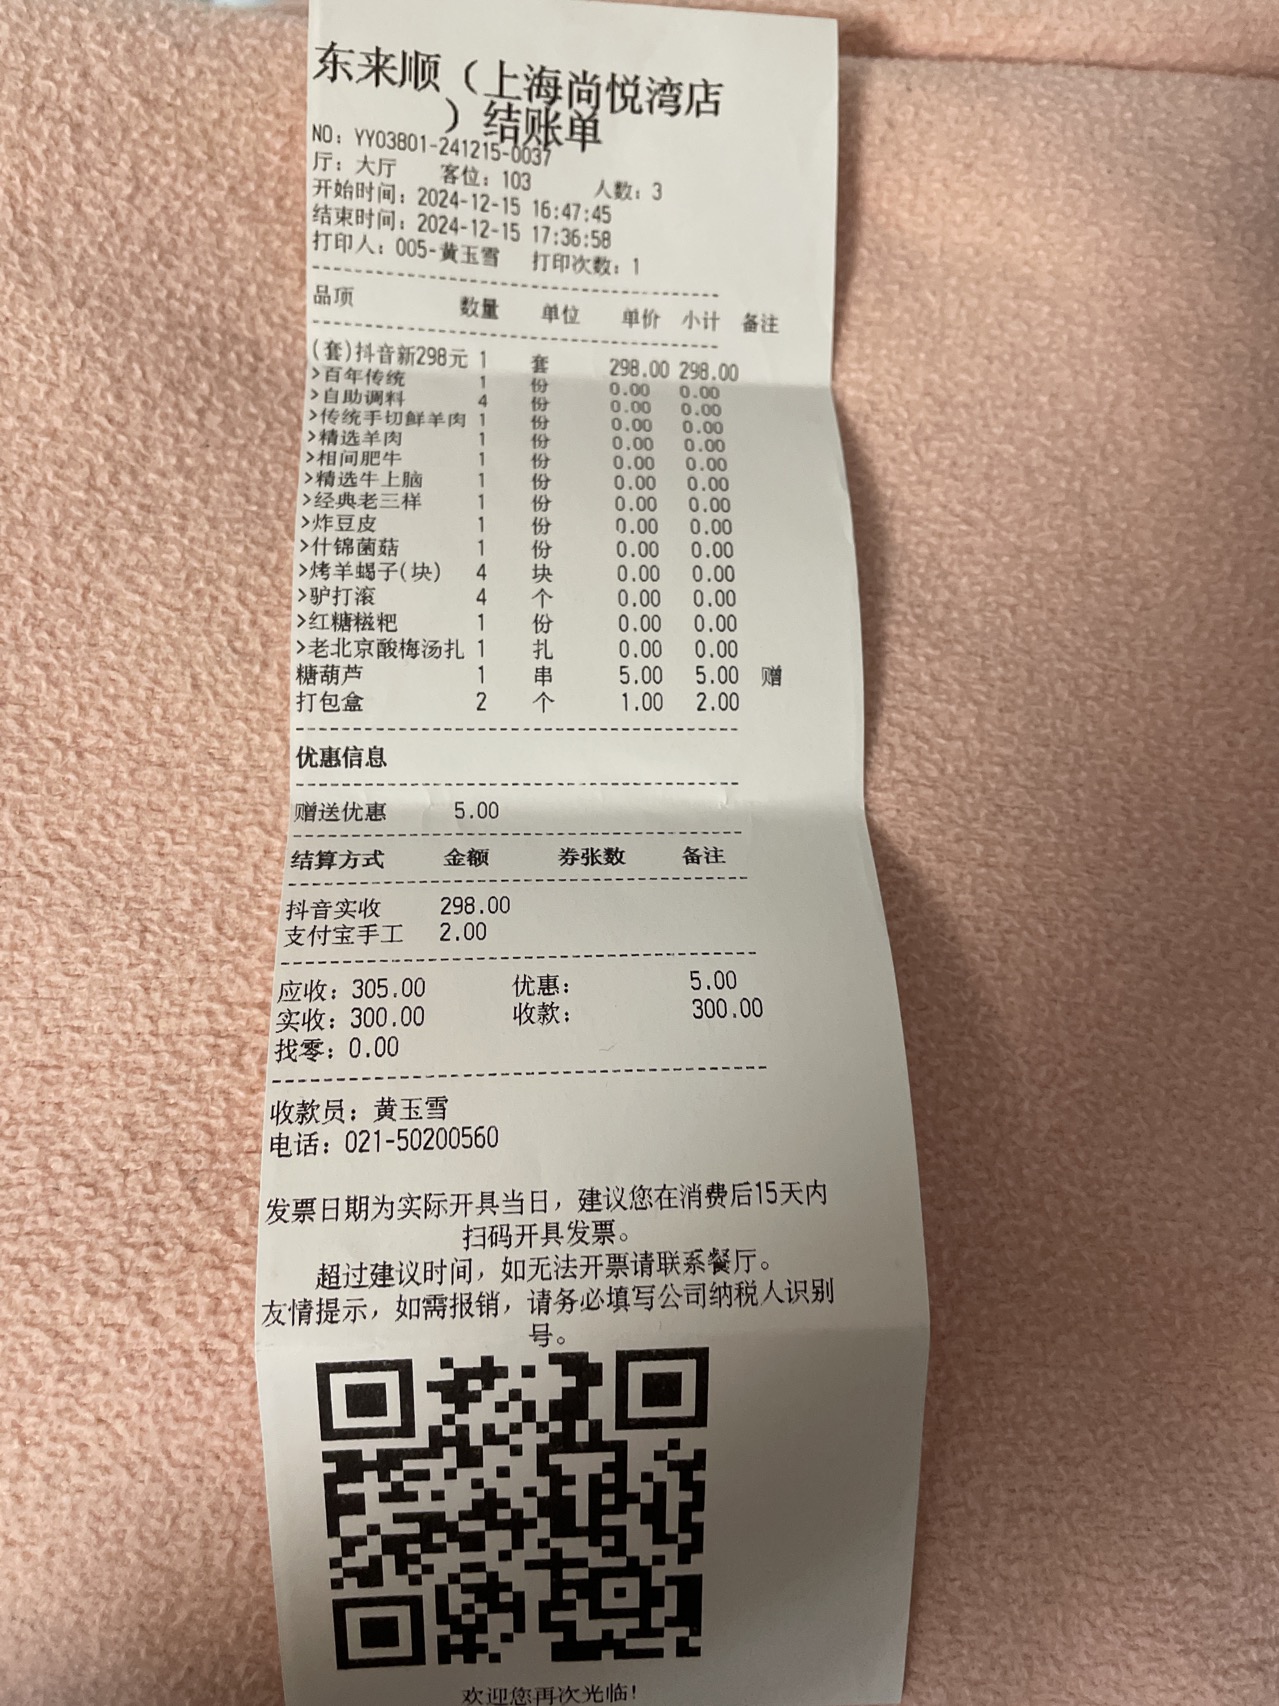 东来顺（上海尚悦湾店
）结账单
NO：YY03801-241215-0037
厅：大厅 客位：103 人数：3
开始时间：2024-12-15 16:47:45
结束时间：2024-12-15 17:36:58
打印人：005-黄玉雪 打印次数：1
品项 数量 单位 单价 小计 备注
(套)抖音新298元 1 套 298.00 298.00
>百年传统 1 份 0.00 0.00
>自助调料 4 份 0.00 0.00
>传统手切鲜羊肉 1 份 0.00 0.00
>精选羊肉 1 份 0.00 0.00
>相间肥牛 1 份 0.00 0.00
>精选牛上脑 1 份 0.00 0.00
>经典老三样 1 份 0.00 0.00
>炸豆皮 1 份 0.00 0.00
>什锦菌菇 1 份 0.00 0.00
>烤羊蝎子(块) 4 块 0.00 0.00
>驴打滚 4 个 0.00 0.00
>红糖糍粑 1 份 0.00 0.00
>老北京酸梅汤扎 1 扎 0.00 0.00
糖葫芦 1 串 5.00 5.00 赠
打包盒 2 个 1.00 2.00
优惠信息
赠送优惠 5.00
结算方式 金额 券张数 备注
抖音实收 298.00
支付宝手工 2.00
应收：305.00 优惠： 5.00
实收：300.00 收款： 300.00
找零：0.00
收款员：黄玉雪
电话：021-50200560
发票日期为实际开具当日，建议您在消费后15天内
扫码开具发票。
超过建议时间，如无法开票请联系餐厅。
友情提示，如需报销，请务必填写公司纳税人识别
号。
欢迎您再次光临！